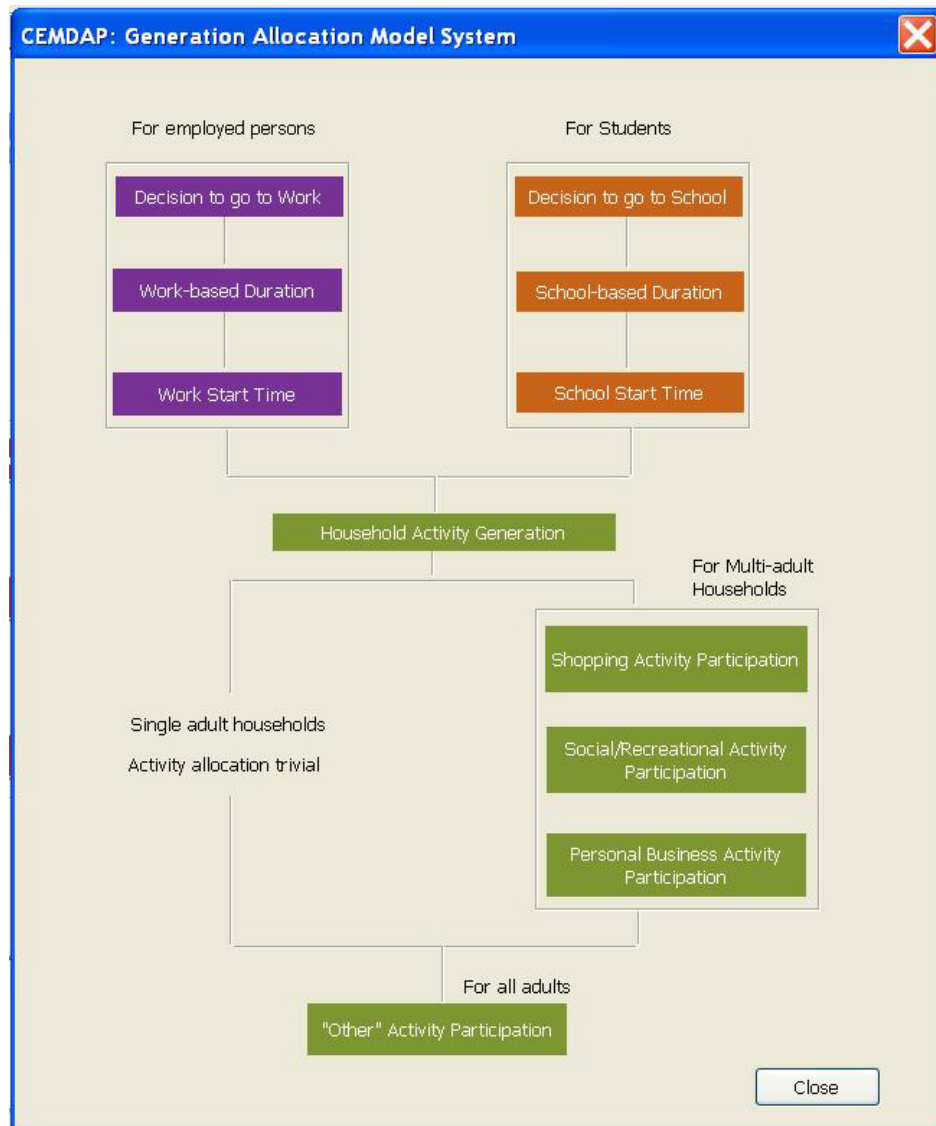 CEMDAP: Generation Allocation Model System
For employed persons
For Students
Decision to go to Work
Decision to go to School
Work-based Duration
School-based Duration
Work Start Time
School Start Time
Household Activity Generation
For Multi-adult
Households
Shopping Activity Participation
Single adult households
Activity allocation trivial
Social/Recreational Activity
Participation
Personal Business Activity
Participation
For all adults
"Other" Activity Participation
Close